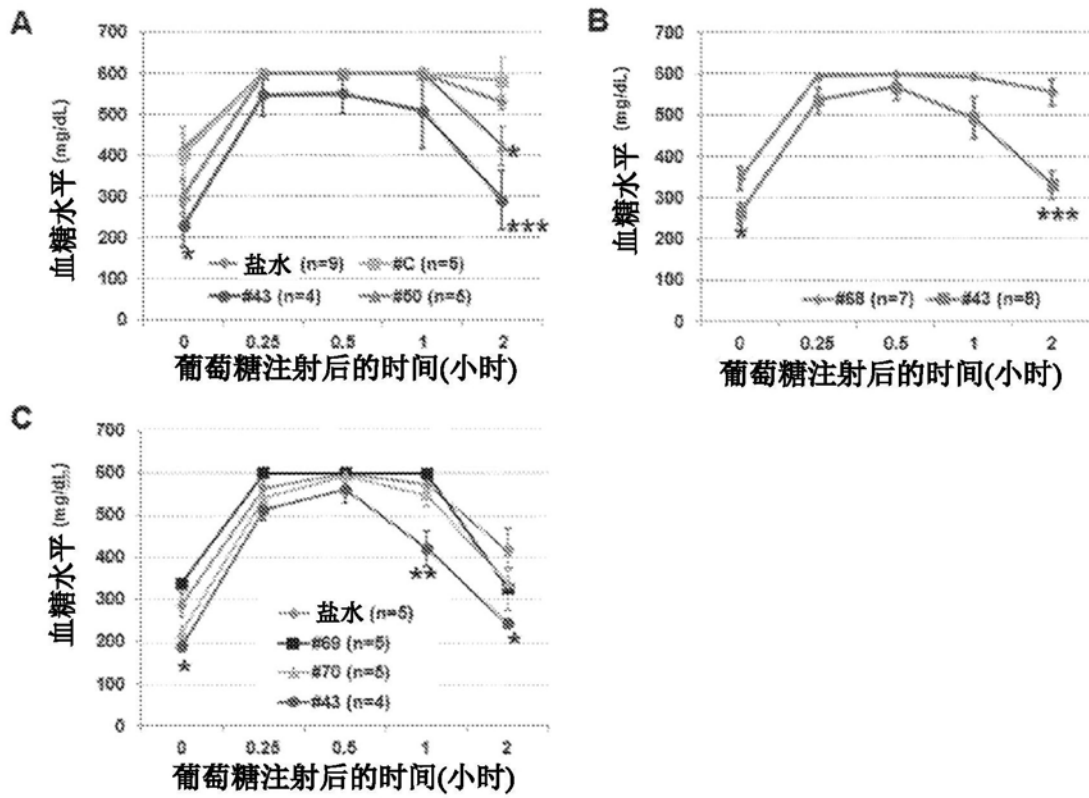 A
700
600
500
400
300
200
100
0
血糖水平 (mg/dL)
*
*
***
盐水 (n=9) #C (n=5)
#43 (n=4) #50 (n=5)
0 0.25 0.5 1 2
葡萄糖注射后的时间(小时)
B
700
600
500
400
300
200
100
0
血糖水平 (mg/dL)
*
***
#68 (n=7) #43 (n=8)
0 0.25 0.5 1 2
葡萄糖注射后的时间(小时)
C
700
600
500
400
300
200
100
0
血糖水平 (mg/dL)
*
**
*
盐水 (n=5)
#69 (n=5)
#70 (n=5)
#43 (n=4)
0 0.25 0.5 1 2
葡萄糖注射后的时间(小时)